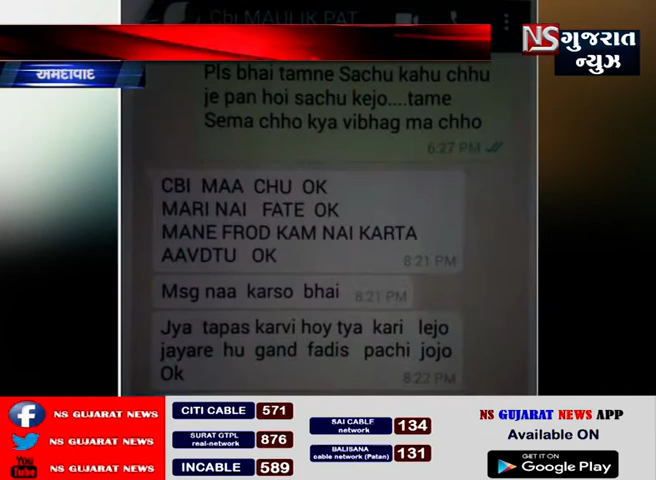 Cbi MAULIK PAT
NS ગુજરાત
ન્યુઝ
અમદાવાદ
Pls bhai tamne Sachu kahu chhu
je pan hoi sachu kejo....tame
Sema chho kya vibhag ma chho
6:27 PM
CBI MAA CHU OK
MARI NAI FATE OK
MANE FROD KAM NAI KARTA
AAVDTU OK
8:21 PM
Msg naa karso bhai
8:21 PM
Jya tapas karvi hoy tya kari lejo
jayare hu gand fadis pachi jojo
Ok
8:22 PM
NS GUJARAT NEWS
NS GUJARAT NEWS
You Tube NS GUJARAT NEWS
CITI CABLE 571
SURAT GTPL
real-network 876
INCABLE 589
SAI CABLE
network 134
BALISANA
cable network (Patan) 131
NS GUJARAT NEWS APP
Available ON
GET IT ON
Google Play